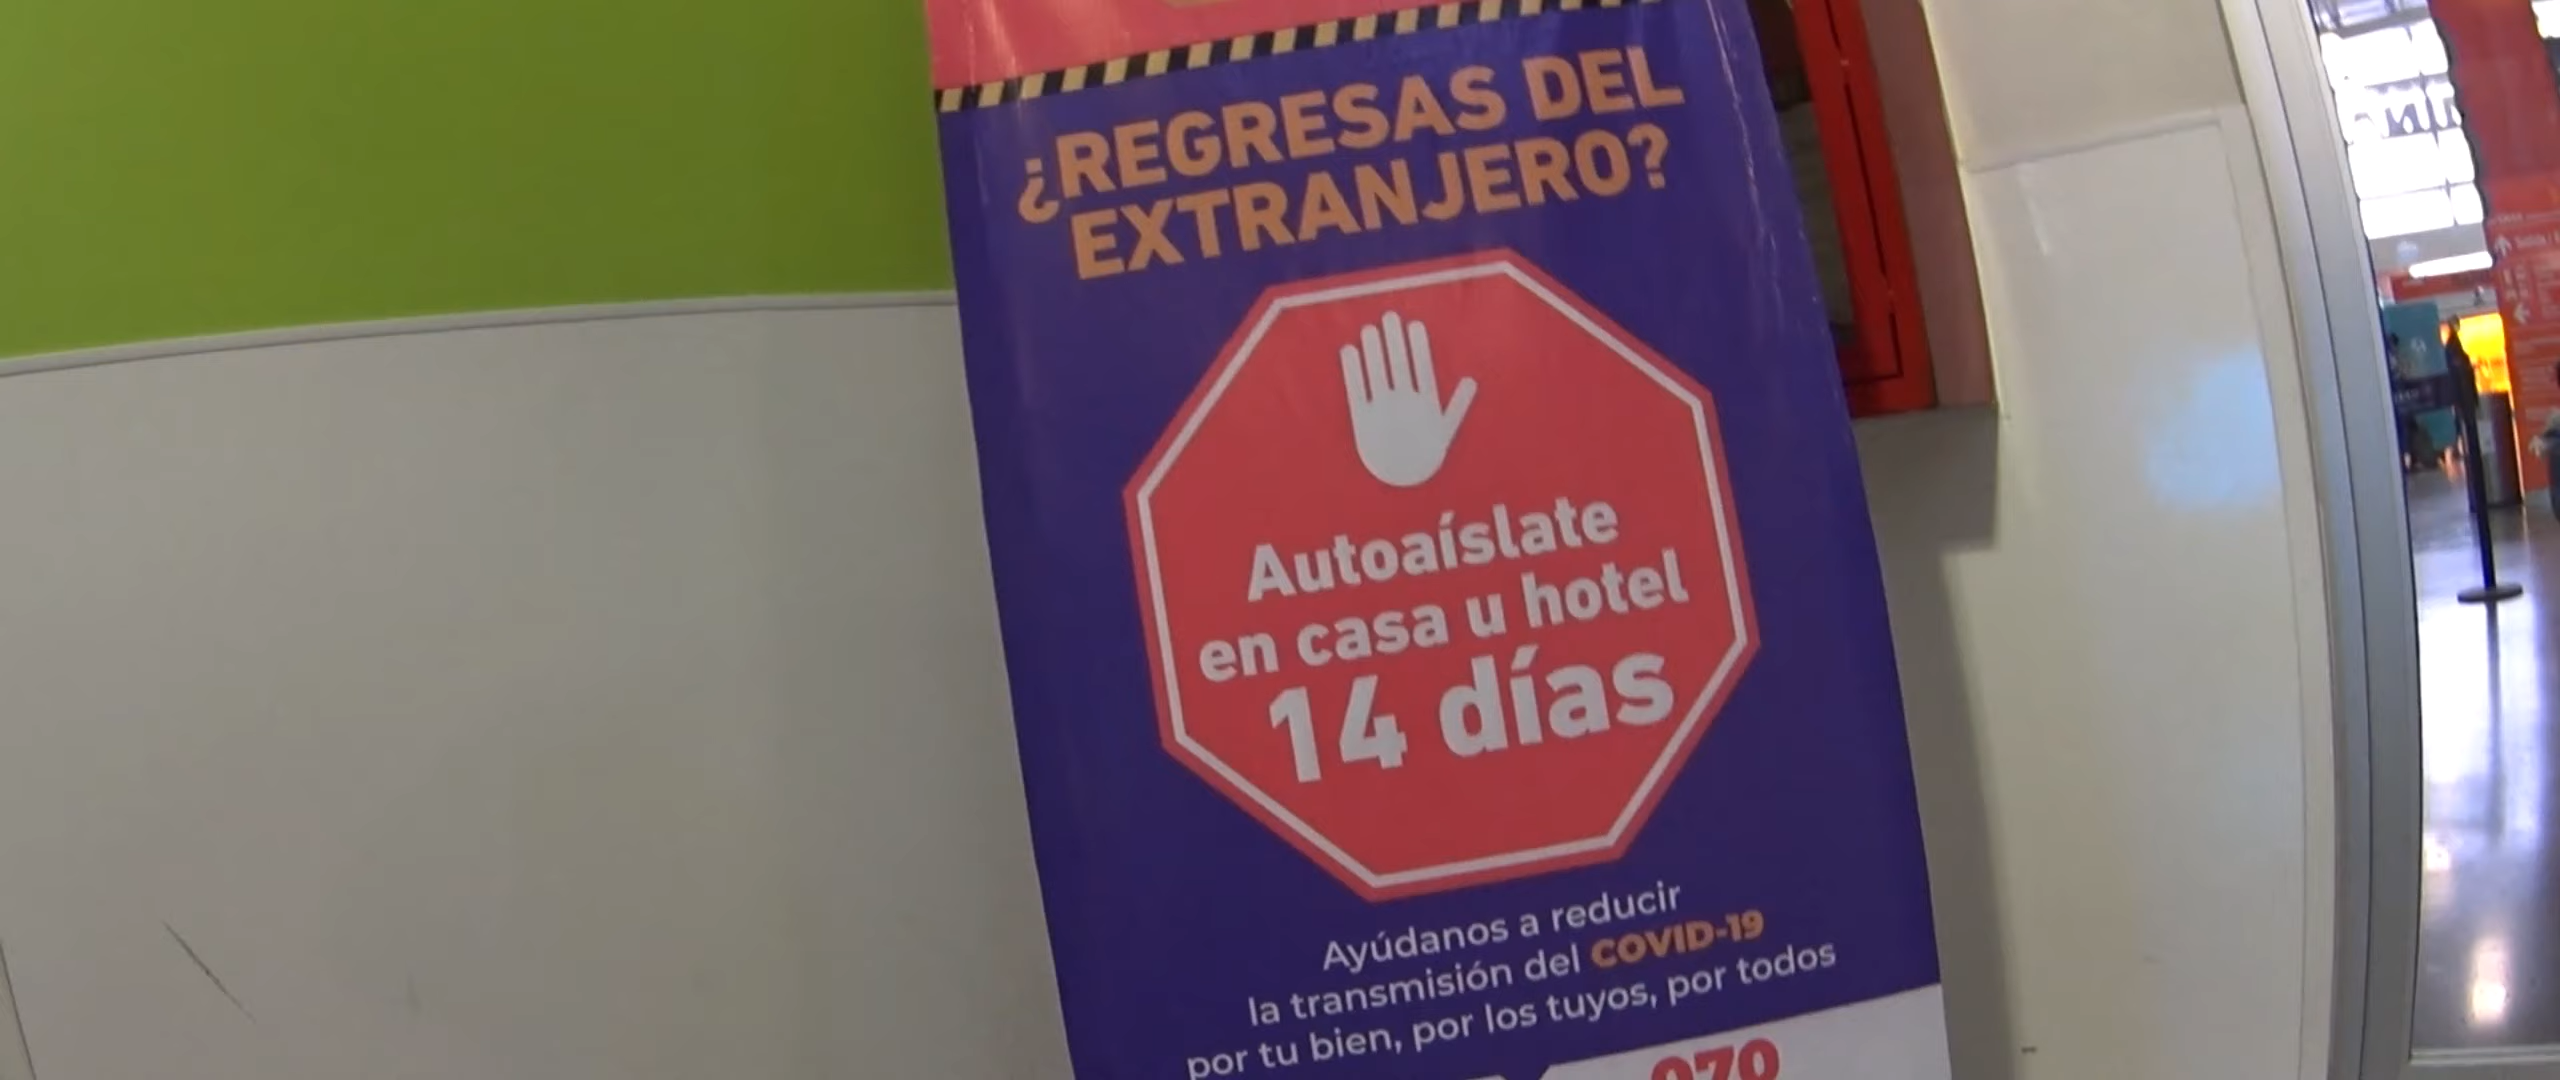 ¿REGRESAS DEL
EXTRANJERO?
Autoaíslate
en casa u hotel
14 días
Ayúdanos a reducir
la transmisión del COVID-19
por tu bien, por los tuyos, por todos
070